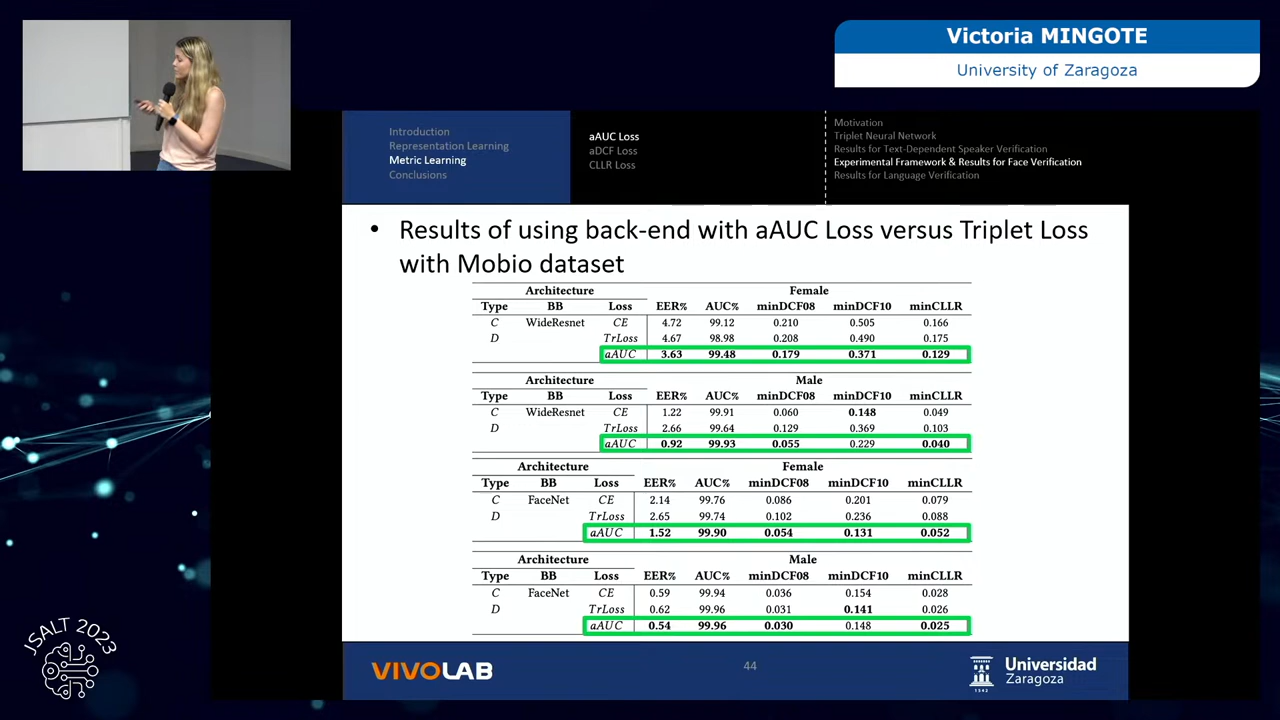 Victoria MINGOTE
University of Zaragoza
Introduction
Representation Learning
Metric Learning
Conclusions
aAUC Loss
aDCF Loss
CLLR Loss
Motivation
Triplet Neural Network
Results for Text-Dependent Speaker Verification
Experimental Framework & Results for Face Verification
Results for Language Verification
• Results of using back-end with aAUC Loss versus Triplet Loss
with Mobio dataset
Architecture Female
Type BB Loss EER% AUC% minDCF08 minDCF10 minCLLR
C WideResnet CE 4.72 99.12 0.210 0.505 0.166
D TrLoss 4.67 98.98 0.208 0.490 0.175
aAUC 3.63 99.48 0.179 0.371 0.129
Architecture Male
Type BB Loss EER% AUC% minDCF08 minDCF10 minCLLR
C WideResnet CE 1.22 99.91 0.060 0.148 0.049
D TrLoss 2.66 99.64 0.129 0.369 0.103
aAUC 0.92 99.93 0.055 0.229 0.040
Architecture Female
Type BB Loss EER% AUC% minDCF08 minDCF10 minCLLR
C FaceNet CE 2.14 99.76 0.086 0.201 0.079
D TrLoss 2.65 99.74 0.102 0.236 0.088
aAUC 1.52 99.90 0.054 0.131 0.052
Architecture Male
Type BB Loss EER% AUC% minDCF08 minDCF10 minCLLR
C FaceNet CE 0.59 99.94 0.036 0.154 0.028
D TrLoss 0.62 99.96 0.031 0.141 0.026
aAUC 0.54 99.96 0.030 0.148 0.025
JSALT 2023
VIVOLAB
44
1542
Universidad
Zaragoza